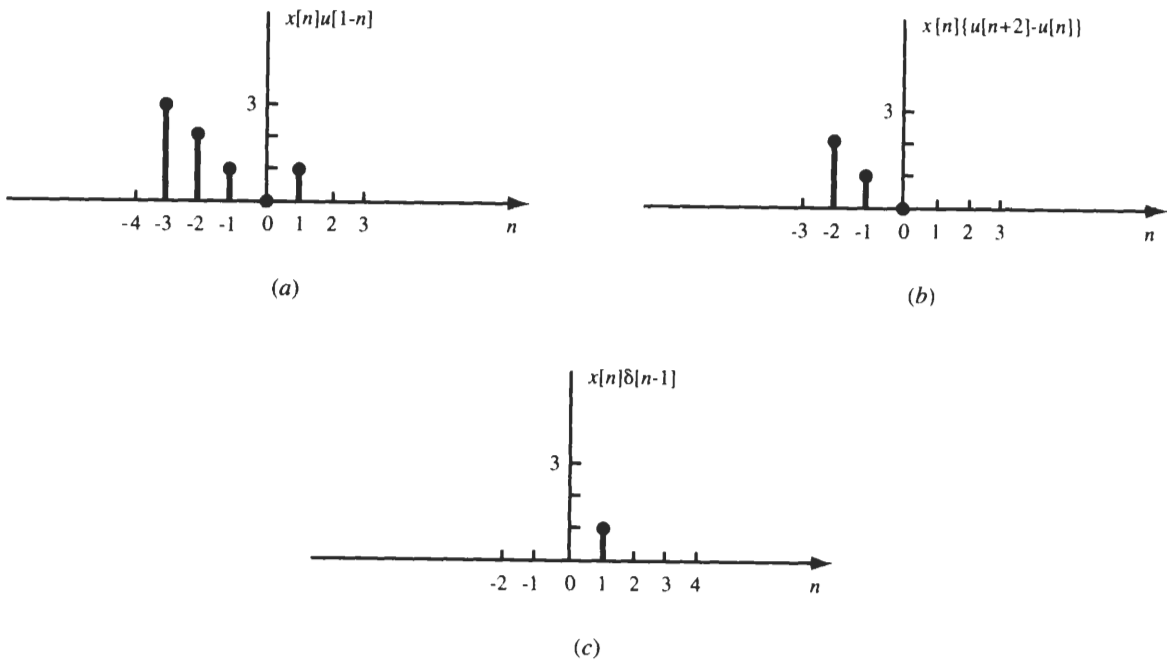 x[n]u[1-n]
3
-4 -3 -2 -1 0 1 2 3
n
(a)
x[n]{u[n+2]-u[n]}
3
-3 -2 -1 0 1 2 3
n
(b)
x[n]δ[n-1]
3
-2 -1 0 1 2 3 4
n
(c)